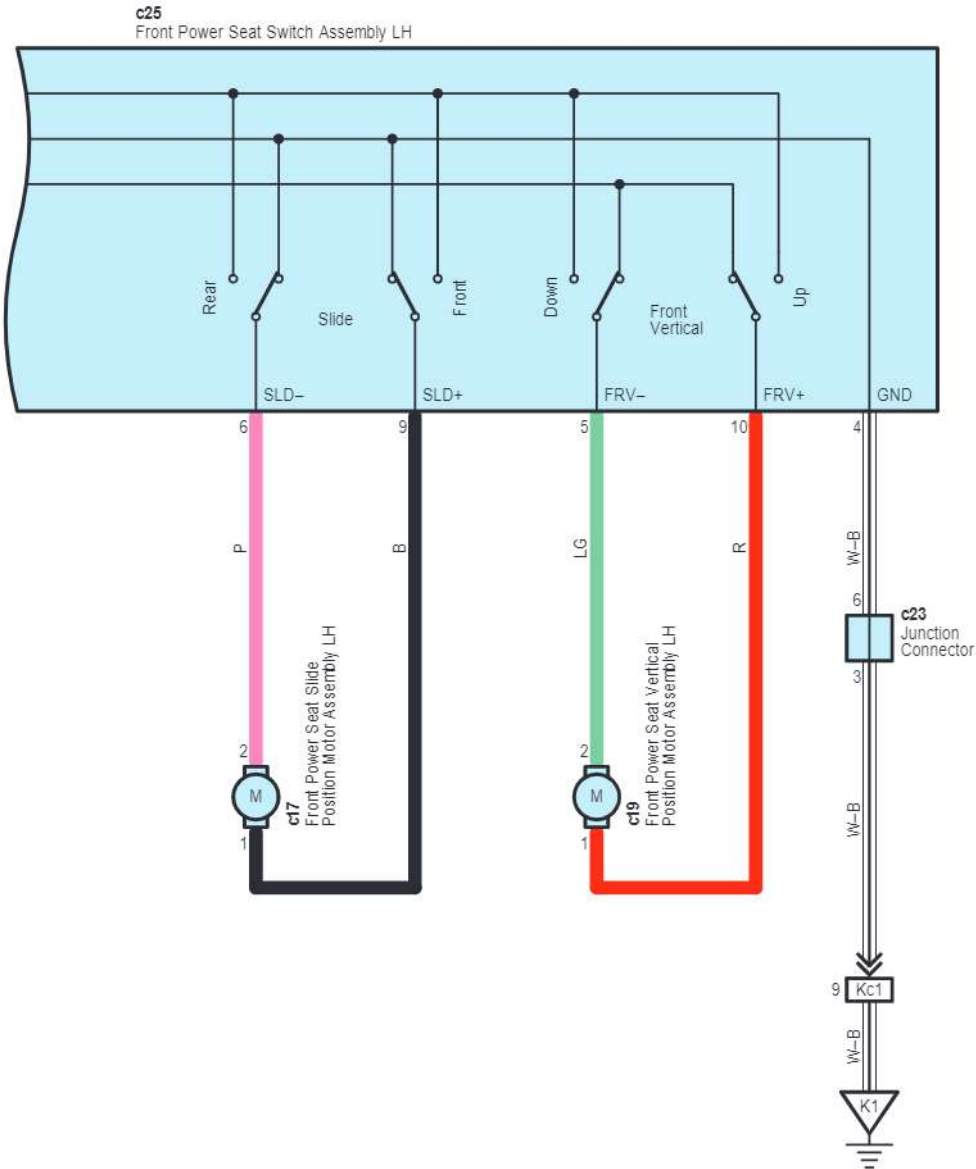 c25
Front Power Seat Switch Assembly LH
Rear
Slide
Front
Down
Front
Vertical
Up
SLD–
SLD+
FRV–
FRV+
GND
6
9
5
10
4
P
B
LG
R
W–B
6
c23
Junction
Connector
3
2
M
1
c17
Front Power Seat Slide
Position Motor Assembly LH
2
M
1
c19
Front Power Seat Vertical
Position Motor Assembly LH
W–B
9
Kc1
W–B
K1